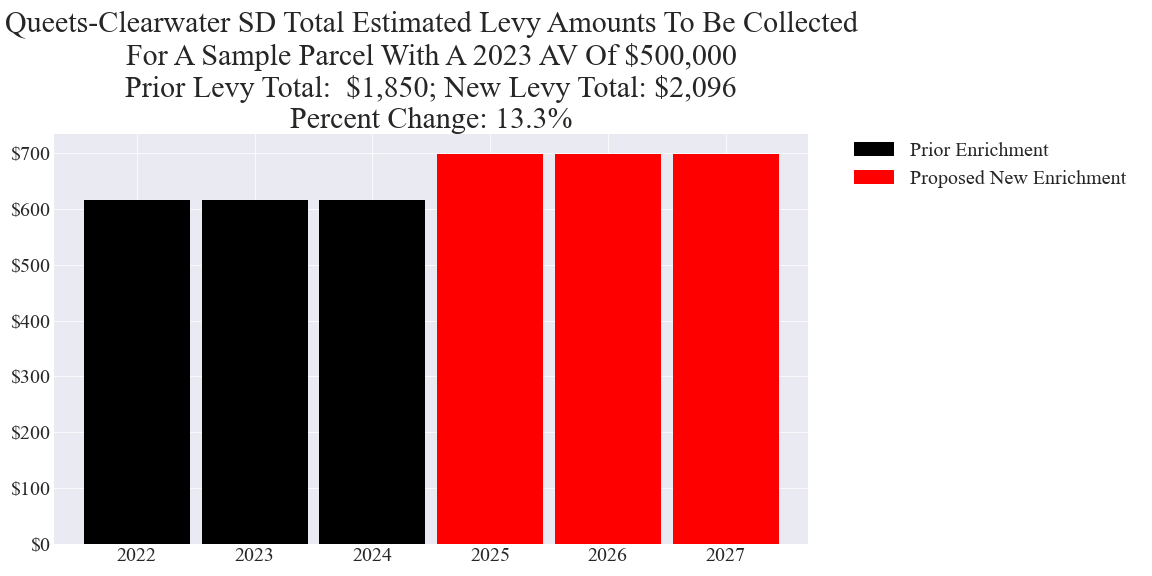 Queets-Clearwater SD Total Estimated Levy Amounts To Be Collected
For A Sample Parcel With A 2023 AV Of $500,000
Prior Levy Total:  $1,850; New Levy Total: $2,096
Percent Change: 13.3%
$700
$600
$500
$400
$300
$200
$100
$0
2022
2023
2024
2025
2026
2027
Prior Enrichment
Proposed New Enrichment